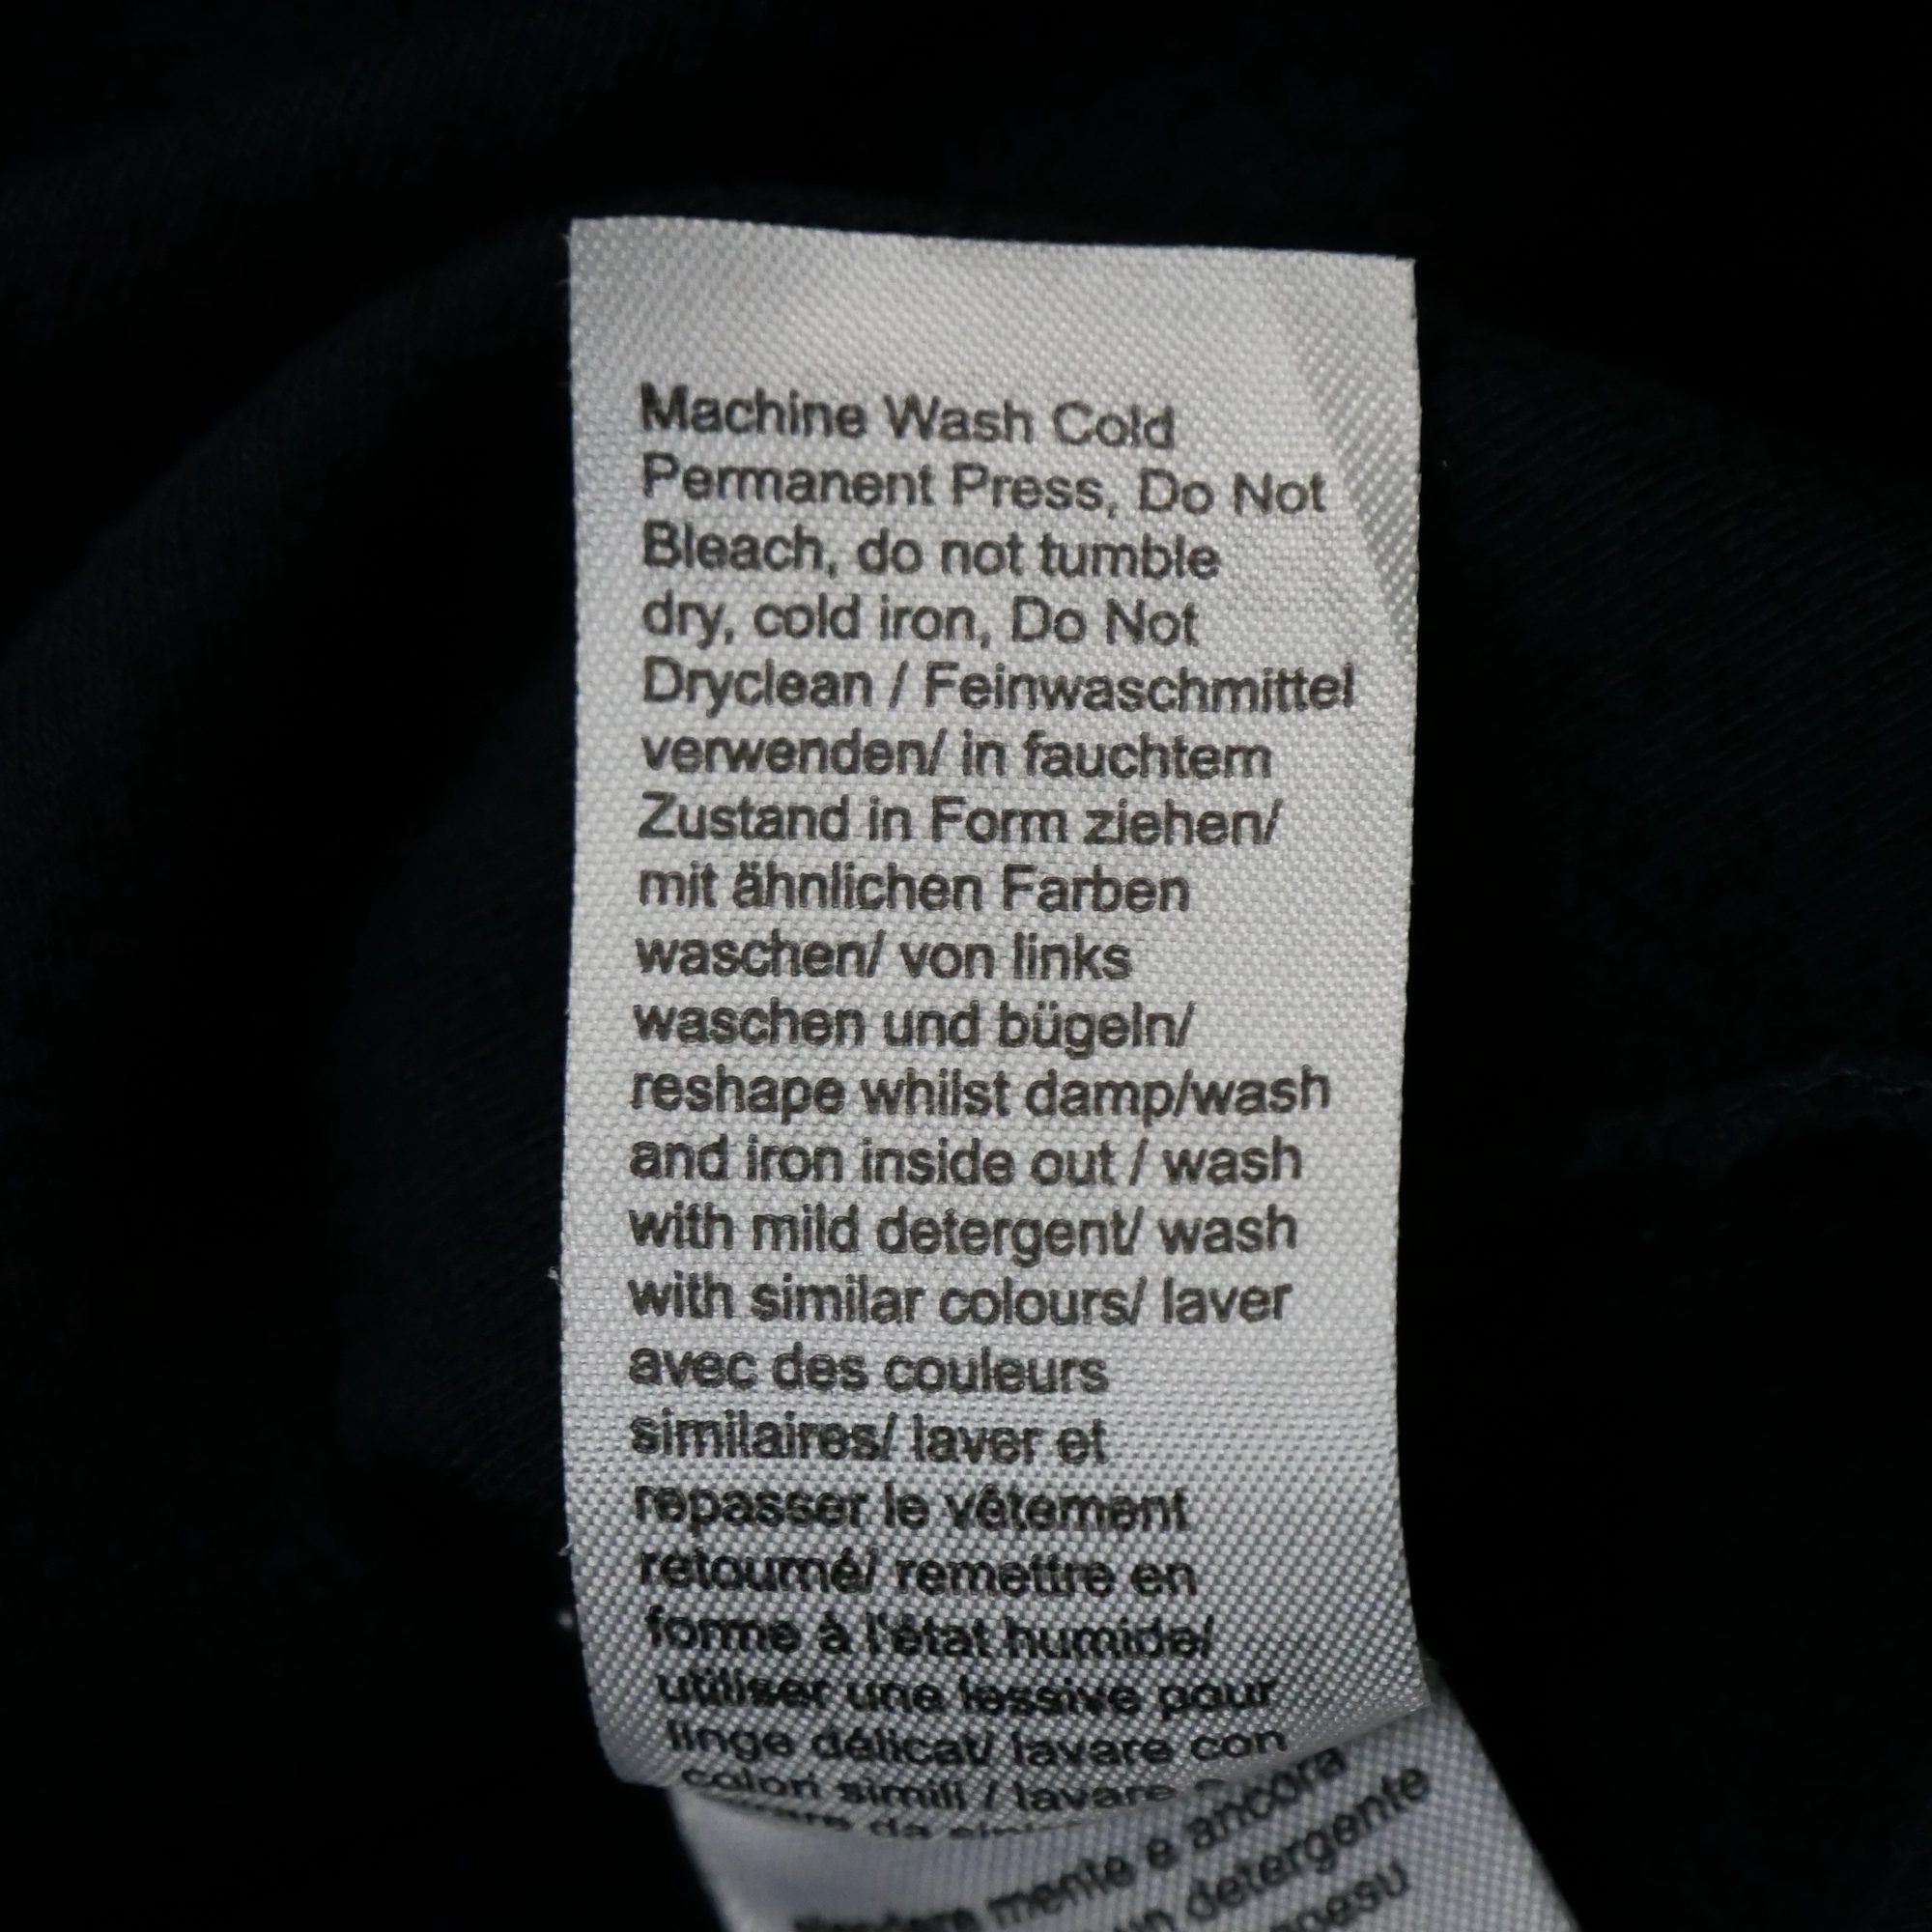 Machine Wash Cold
Permanent Press, Do Not
Bleach, do not tumble
dry, cold iron, Do Not
Dryclean / Feinwaschmittel
verwenden/ in fauchtem
Zustand in Form ziehen/
mit ähnlichen Farben
waschen/ von links
waschen und bügeln/
reshape whilst damp/wash
and iron inside out / wash
with mild detergent/ wash
with similar colours/ laver
avec des couleurs
similaires/ laver et
repasser le vêtement
retourné/ remettre en
forme à l'état humide/
utiliser une lessive pour
linge délicat/ lavare con
colori simili / lavare
da
mente e ancora
un detergente